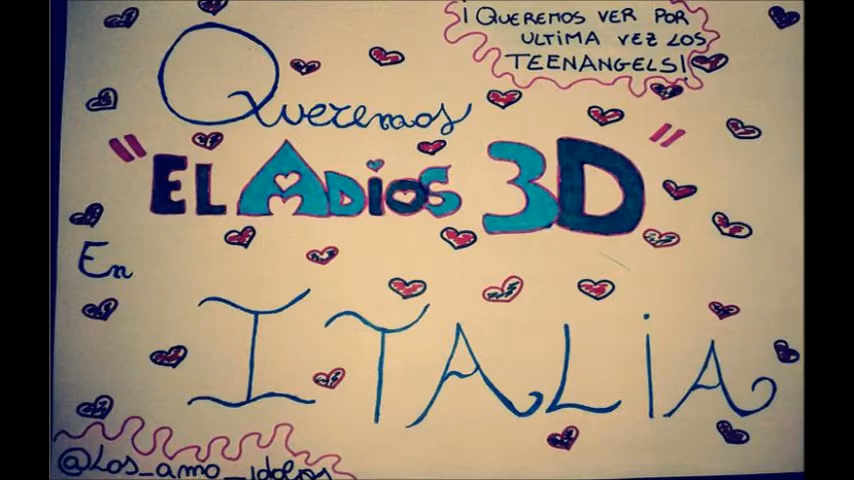 ¡QUEREMOS VER POR
ULTIMA VEZ LOS
TEENANGELS!
Queremos
"EL ADIOS 3D"
En
ITALIA
@Los_amo_idolos